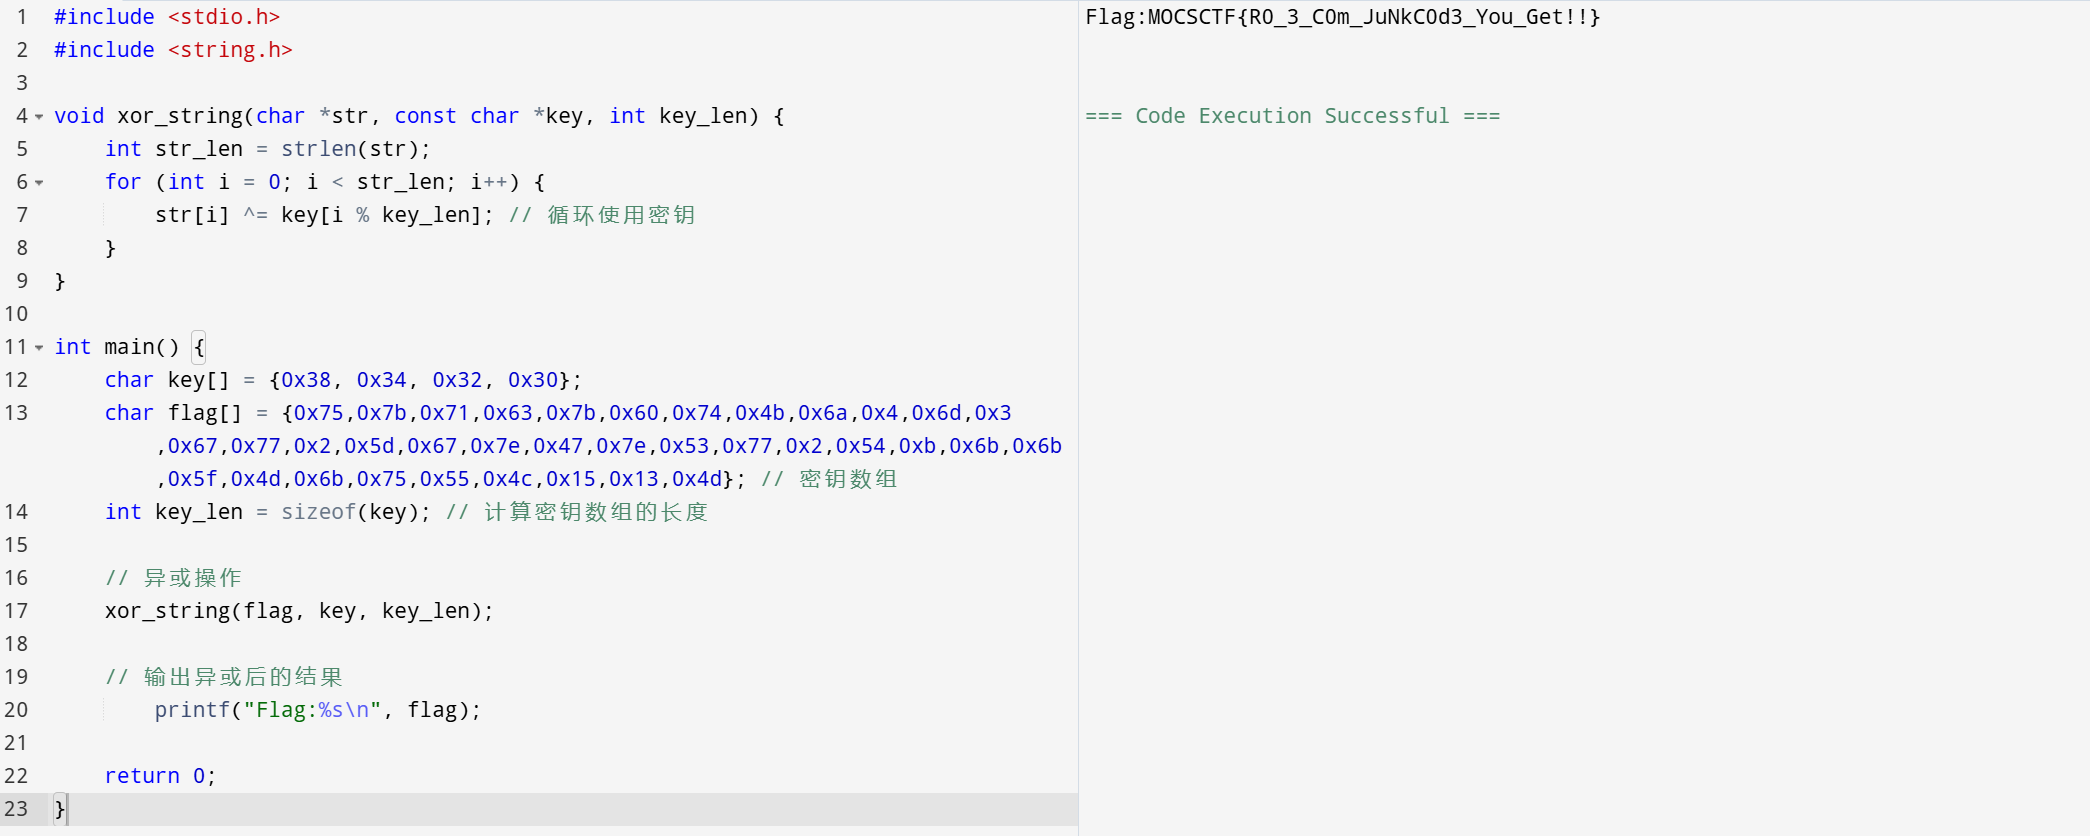 1 #include <stdio.h>
2 #include <string.h>
3
4 void xor_string(char *str, const char *key, int key_len) {
5     int str_len = strlen(str);
6     for (int i = 0; i < str_len; i++) {
7         str[i] ^= key[i % key_len]; // 循环使用密钥
8     }
9 }
10
11 int main() {
12     char key[] = {0x38, 0x34, 0x32, 0x30};
13     char flag[] = {0x75,0x7b,0x71,0x63,0x7b,0x60,0x74,0x4b,0x6a,0x4,0x6d,0x3
,0x67,0x77,0x2,0x5d,0x67,0x7e,0x47,0x7e,0x53,0x77,0x2,0x54,0xb,0x6b,0x6b
,0x5f,0x4d,0x6b,0x75,0x55,0x4c,0x15,0x13,0x4d}; // 密钥数组
14     int key_len = sizeof(key); // 计算密钥数组的长度
15
16     // 异或操作
17     xor_string(flag, key, key_len);
18
19     // 输出异或后的结果
20         printf("Flag:%s\n", flag);
21
22     return 0;
23 }
Flag:MOCSCTF{R0_3_C0m_JuNkC0d3_You_Get!!}
=== Code Execution Successful ===